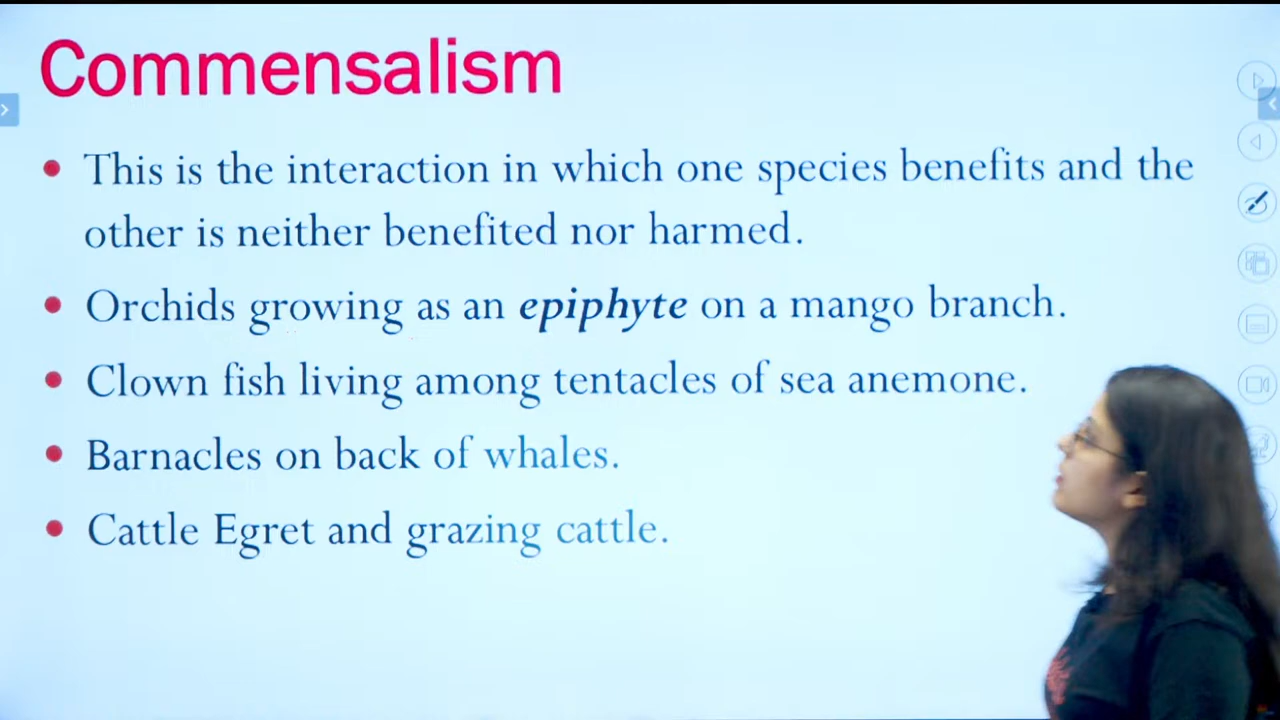 Commensalism
• This is the interaction in which one species benefits and the
other is neither benefited nor harmed.
• Orchids growing as an epiphyte on a mango branch.
• Clown fish living among tentacles of sea anemone.
• Barnacles on back of whales.
• Cattle Egret and grazing cattle.